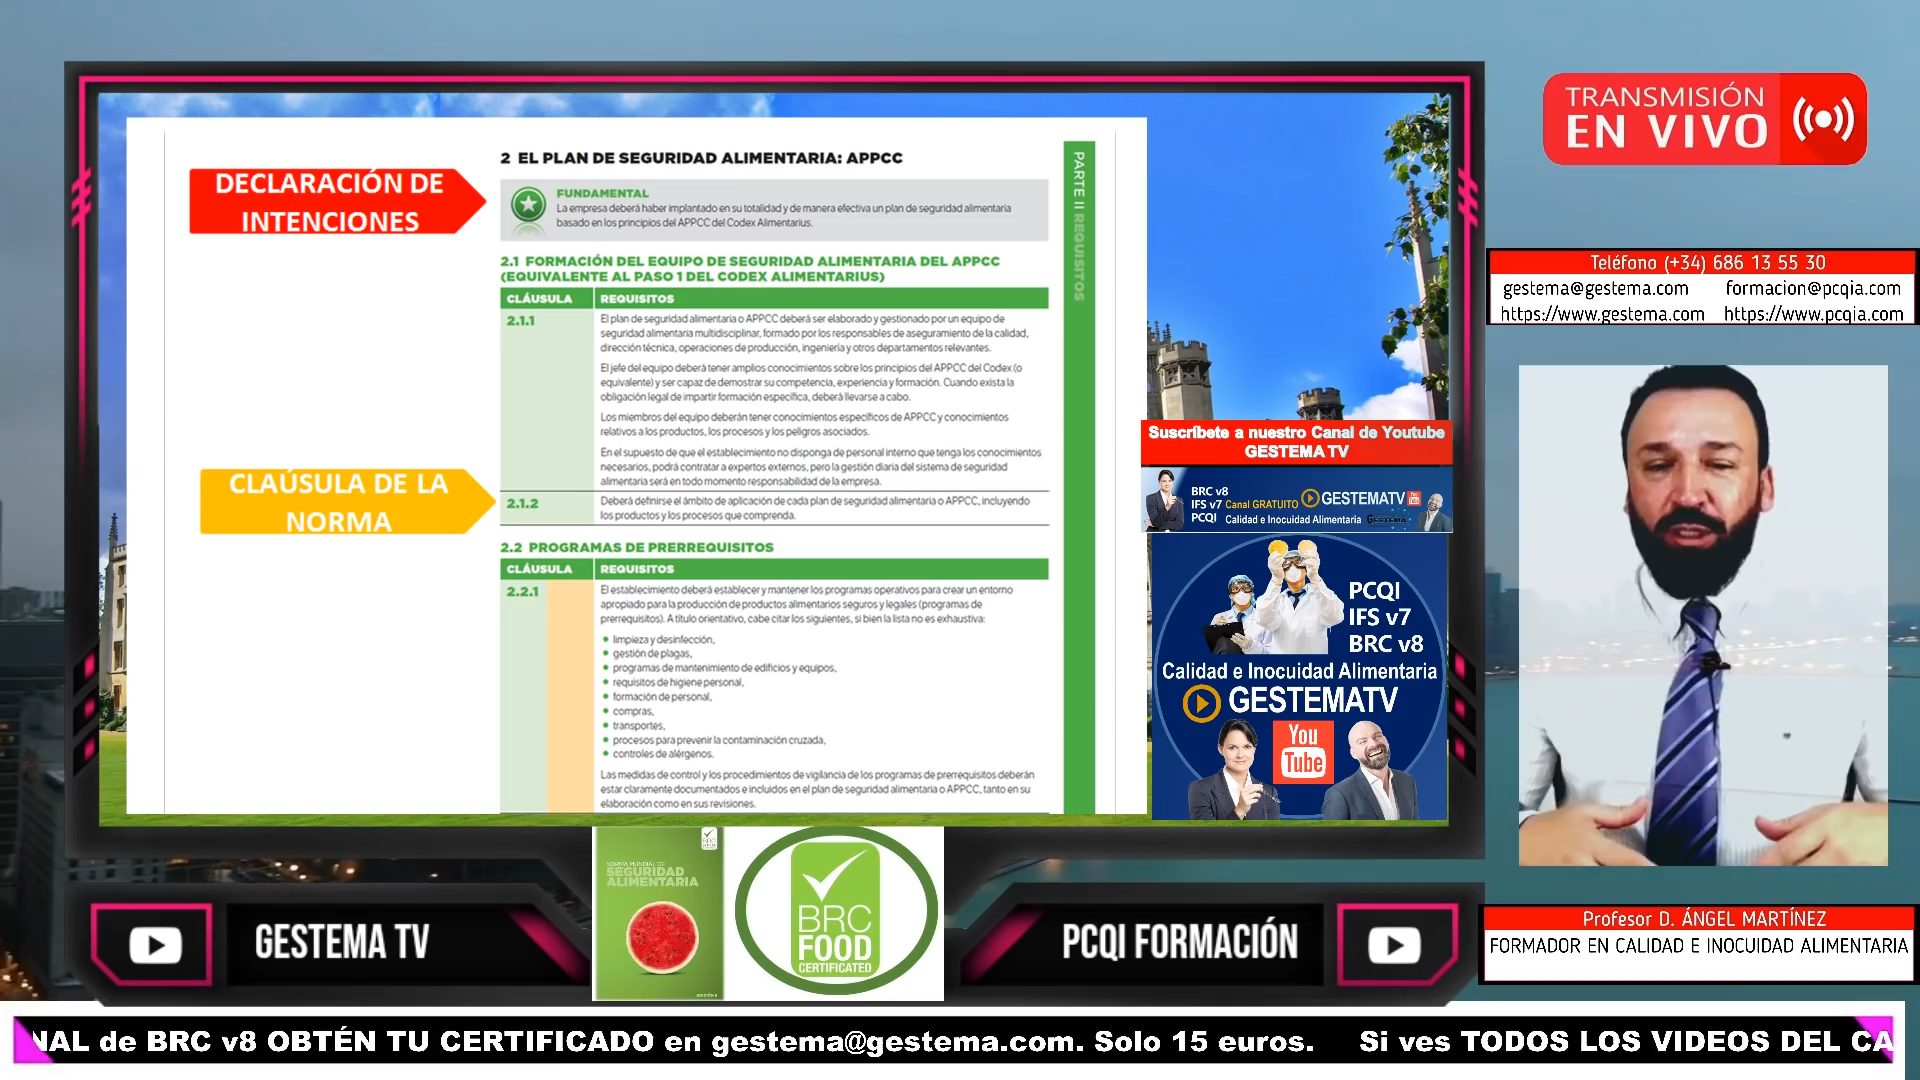 TRANSMISIÓN
EN VIVO
DECLARACIÓN DE
INTENCIONES
2 EL PLAN DE SEGURIDAD ALIMENTARIA: APPCC
FUNDAMENTAL
La empresa deberá haber implantado en su totalidad y de manera efectiva un plan de seguridad alimentaria
basado en los principios del APPCC del Codex Alimentarius.
PARTE II REQUISITOS
2.1 FORMACIÓN DEL EQUIPO DE SEGURIDAD ALIMENTARIA DEL APPCC
(EQUIVALENTE AL PASO 1 DEL CODEX ALIMENTARIUS)
CLÁUSULA REQUISITOS
2.1.1 El plan de seguridad alimentaria o APPCC deberá ser elaborado y gestionado por un equipo de
seguridad alimentaria multidisciplinar, formado por los responsables de aseguramiento de la calidad,
dirección técnica, operaciones de producción, ingeniería y otros departamentos relevantes.
El jefe del equipo deberá tener amplios conocimientos sobre los principios del APPCC del Codex (o
equivalente) y ser capaz de demostrar su competencia, experiencia y formación. Cuando exista la
obligación legal de impartir formación específica, deberá llevarse a cabo.
Los miembros del equipo deberán tener conocimientos específicos de APPCC y conocimientos
relativos a los productos, los procesos y los peligros asociados.
En el supuesto de que el establecimiento no disponga de personal interno que tenga los conocimientos
necesarios, podrá contratar a expertos externos, pero la gestión diaria del sistema de seguridad
alimentaria será en todo momento responsabilidad de la empresa.
CLAÚSULA DE LA
NORMA
2.1.2 Deberá definirse el ámbito de aplicación de cada plan de seguridad alimentaria o APPCC, incluyendo
los productos y los procesos que comprenda.
2.2 PROGRAMAS DE PRERREQUISITOS
CLÁUSULA REQUISITOS
2.2.1 El establecimiento deberá establecer y mantener los programas operativos para crear un entorno
apropiado para la producción de productos alimentarios seguros y legales (programas de
prerrequisitos). A título orientativo, cabe citar los siguientes, si bien la lista no es exhaustiva:
• limpieza y desinfección,
• gestión de plagas,
• programas de mantenimiento de edificios y equipos,
• requisitos de higiene personal,
• formación de personal,
• compras,
• transportes,
• procesos para prevenir la contaminación cruzada,
• controles de alérgenos.
Las medidas de control y los procedimientos de vigilancia de los programas de prerrequisitos deberán
estar claramente documentados e incluidos en el plan de seguridad alimentaria o APPCC, tanto en su
elaboración como en sus revisiones.
Teléfono (+34) 686 13 55 30
gestema@gestema.com formacion@pcqia.com
https://www.gestema.com https://www.pcqia.com
Suscríbete a nuestro Canal de Youtube
GESTEMA TV
BRC v8
IFS v7 Canal GRATUITO GESTEMATV
PCQI Calidad e Inocuidad Alimentaria GESTEMA
PCQI
IFS v7
BRC v8
Calidad e Inocuidad Alimentaria
GESTEMATV
You
Tube
Profesor D. ÁNGEL MARTÍNEZ
FORMADOR EN CALIDAD E INOCUIDAD ALIMENTARIA
GESTEMA TV
NORMA MUNDIAL DE
SEGURIDAD
ALIMENTARIA
BRC
FOOD
CERTIFICATED
PCQI FORMACIÓN
NAL de BRC v8 OBTÉN TU CERTIFICADO en gestema@gestema.com. Solo 15 euros. Si ves TODOS LOS VIDEOS DEL CA